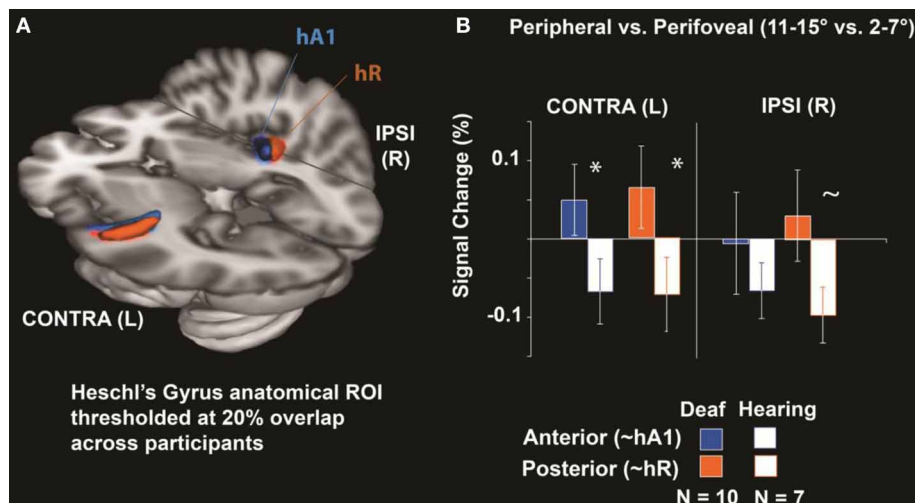 A
hA1
hR
IPSI
(R)
CONTRA (L)
Heschl's Gyrus anatomical ROI
thresholded at 20% overlap
across participants
B
Peripheral vs. Perifoveal (11-15° vs. 2-7°)
CONTRA (L) IPSI (R)
Signal Change (%)
0.1
* * ~
-0.1
Deaf Hearing
Anterior (~hA1)
Posterior (~hR)
N = 10 N = 7